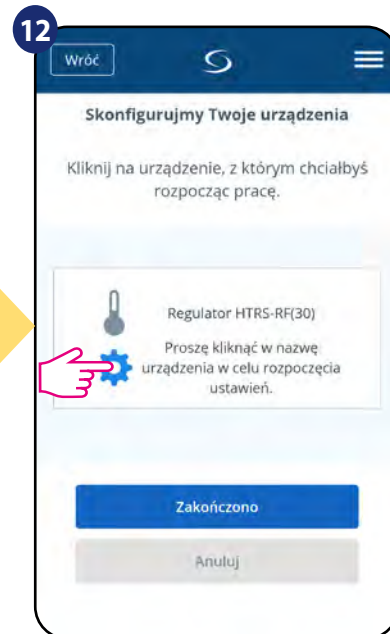 12
Wróć
Skonfigurujmy Twoje urządzenia
Kliknij na urządzenie, z którym chciałbyś
rozpocząc pracę.
Regulator HTRS-RF(30)
Proszę kliknąć w nazwę
urządzenia w celu rozpoczęcia
ustawień.
Zakończono
Anuluj